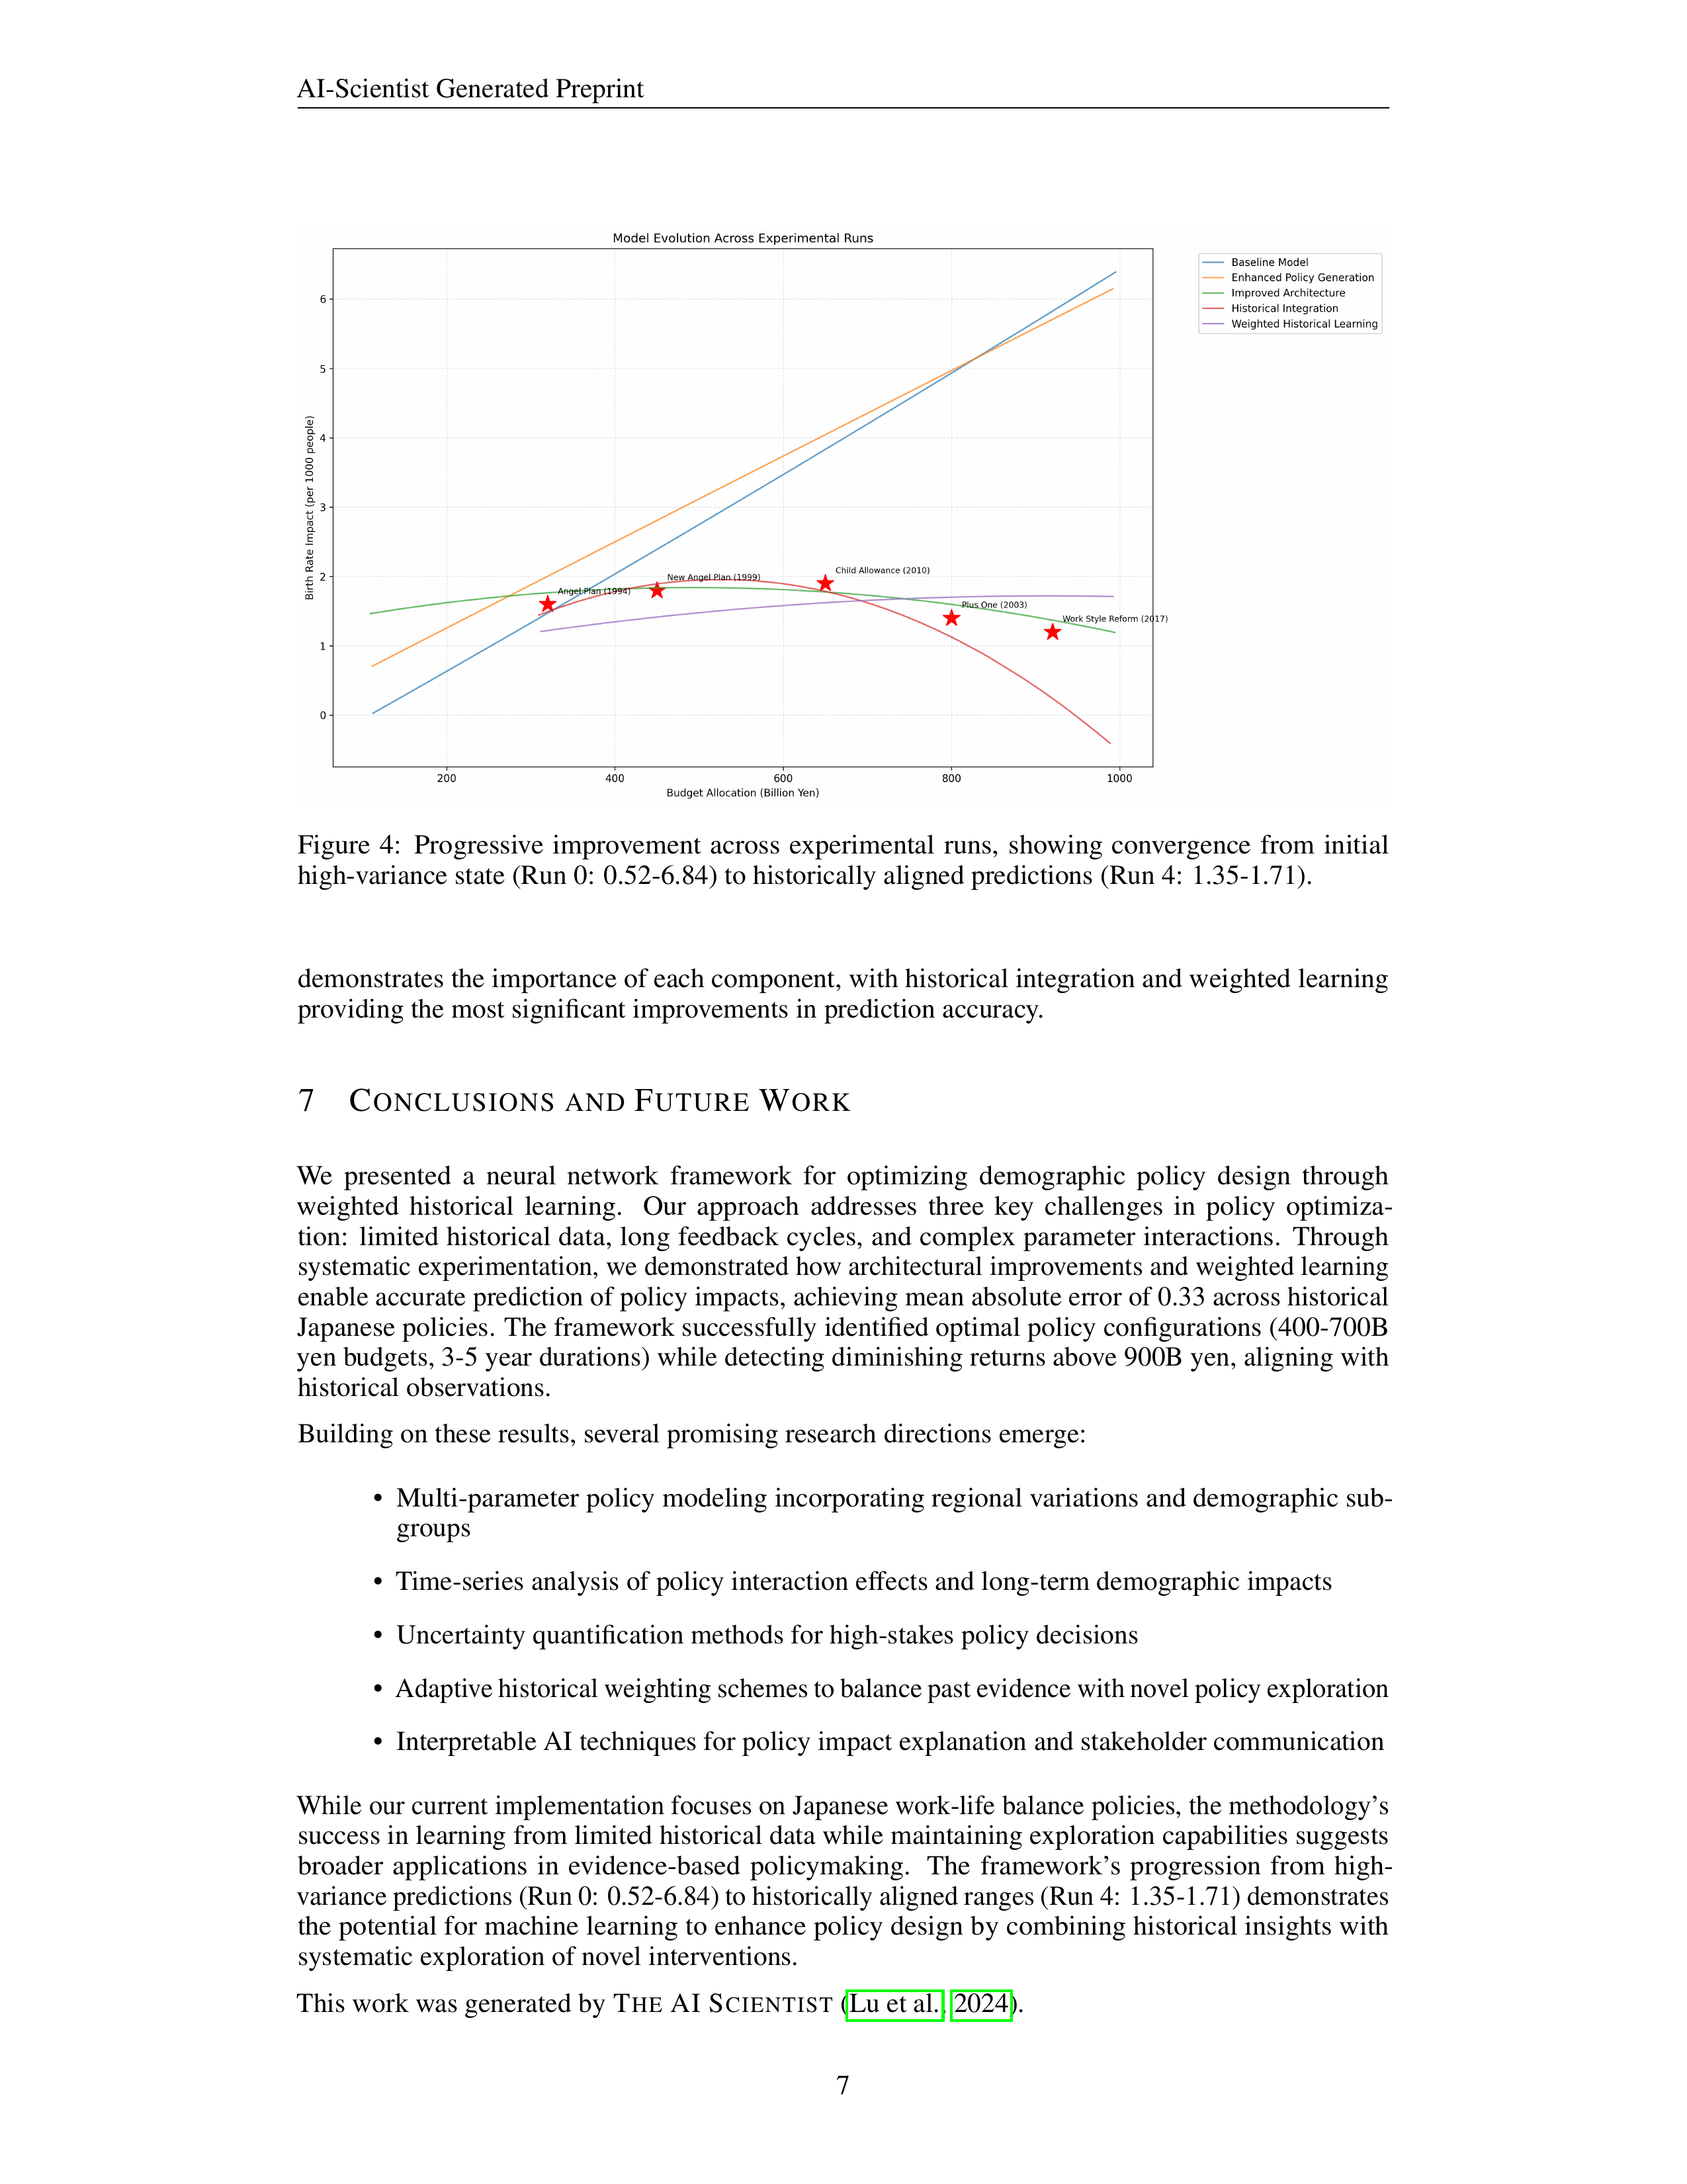 AI-Scientist Generated Preprint
Model Evolution Across Experimental Runs
Baseline Model
Enhanced Policy Generation
Improved Architecture
Historical Integration
Weighted Historical Learning
Birth Rate Impact (per 1000 people)
6
5
4
3
2
1
0
Angel Plan (1994)
New Angel Plan (1999)
Child Allowance (2010)
Plus One (2003)
Work Style Reform (2017)
200 400 600 800 1000
Budget Allocation (Billion Yen)
Figure 4: Progressive improvement across experimental runs, showing convergence from initial
high-variance state (Run 0: 0.52-6.84) to historically aligned predictions (Run 4: 1.35-1.71).
demonstrates the importance of each component, with historical integration and weighted learning
providing the most significant improvements in prediction accuracy.
7 CONCLUSIONS AND FUTURE WORK
We presented a neural network framework for optimizing demographic policy design through
weighted historical learning. Our approach addresses three key challenges in policy optimiza-
tion: limited historical data, long feedback cycles, and complex parameter interactions. Through
systematic experimentation, we demonstrated how architectural improvements and weighted learning
enable accurate prediction of policy impacts, achieving mean absolute error of 0.33 across historical
Japanese policies. The framework successfully identified optimal policy configurations (400-700B
yen budgets, 3-5 year durations) while detecting diminishing returns above 900B yen, aligning with
historical observations.
Building on these results, several promising research directions emerge:
• Multi-parameter policy modeling incorporating regional variations and demographic sub-
groups
• Time-series analysis of policy interaction effects and long-term demographic impacts
• Uncertainty quantification methods for high-stakes policy decisions
• Adaptive historical weighting schemes to balance past evidence with novel policy exploration
• Interpretable AI techniques for policy impact explanation and stakeholder communication
While our current implementation focuses on Japanese work-life balance policies, the methodology's
success in learning from limited historical data while maintaining exploration capabilities suggests
broader applications in evidence-based policymaking. The framework's progression from high-
variance predictions (Run 0: 0.52-6.84) to historically aligned ranges (Run 4: 1.35-1.71) demonstrates
the potential for machine learning to enhance policy design by combining historical insights with
systematic exploration of novel interventions.
This work was generated by THE AI SCIENTIST (Lu et al., 2024).
7